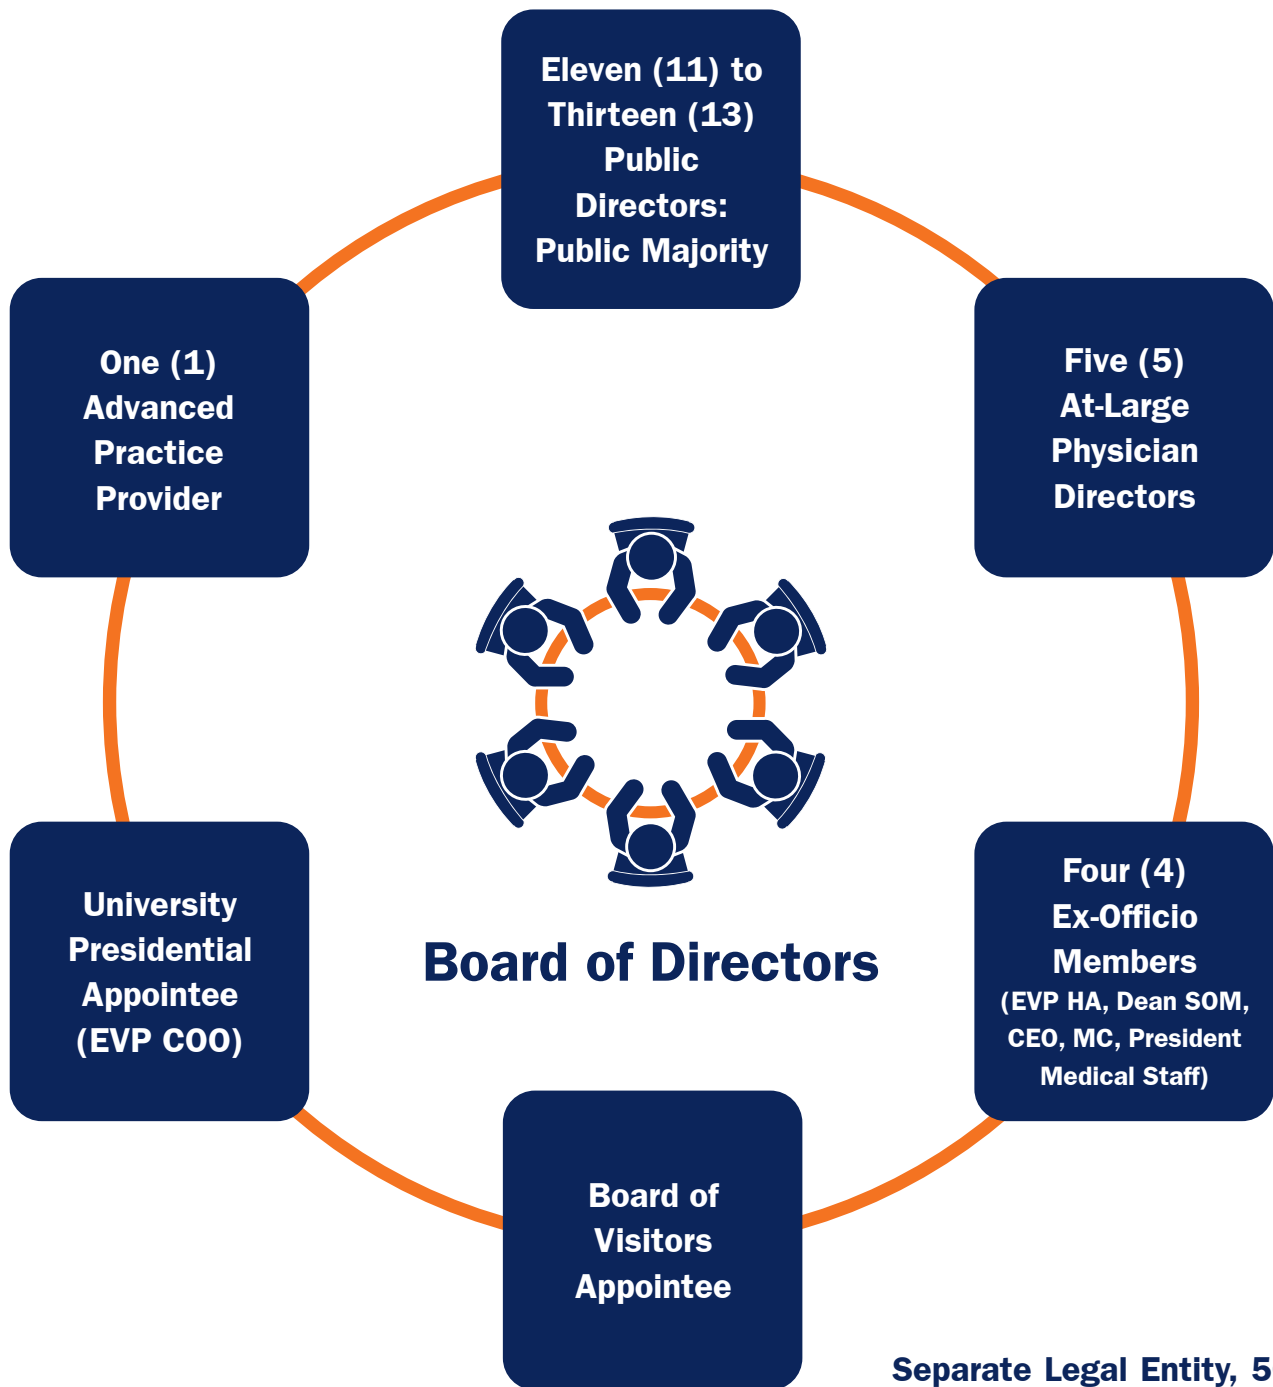 Eleven (11) to
Thirteen (13)
Public
Directors:
Public Majority
One (1)
Advanced
Practice
Provider
Five (5)
At-Large
Physician
Directors
University
Presidential
Appointee
(EVP COO)
Board of Directors
Four (4)
Ex-Officio
Members
(EVP HA, Dean SOM,
CEO, MC, President
Medical Staff)
Board of
Visitors
Appointee
Separate Legal Entity, 5